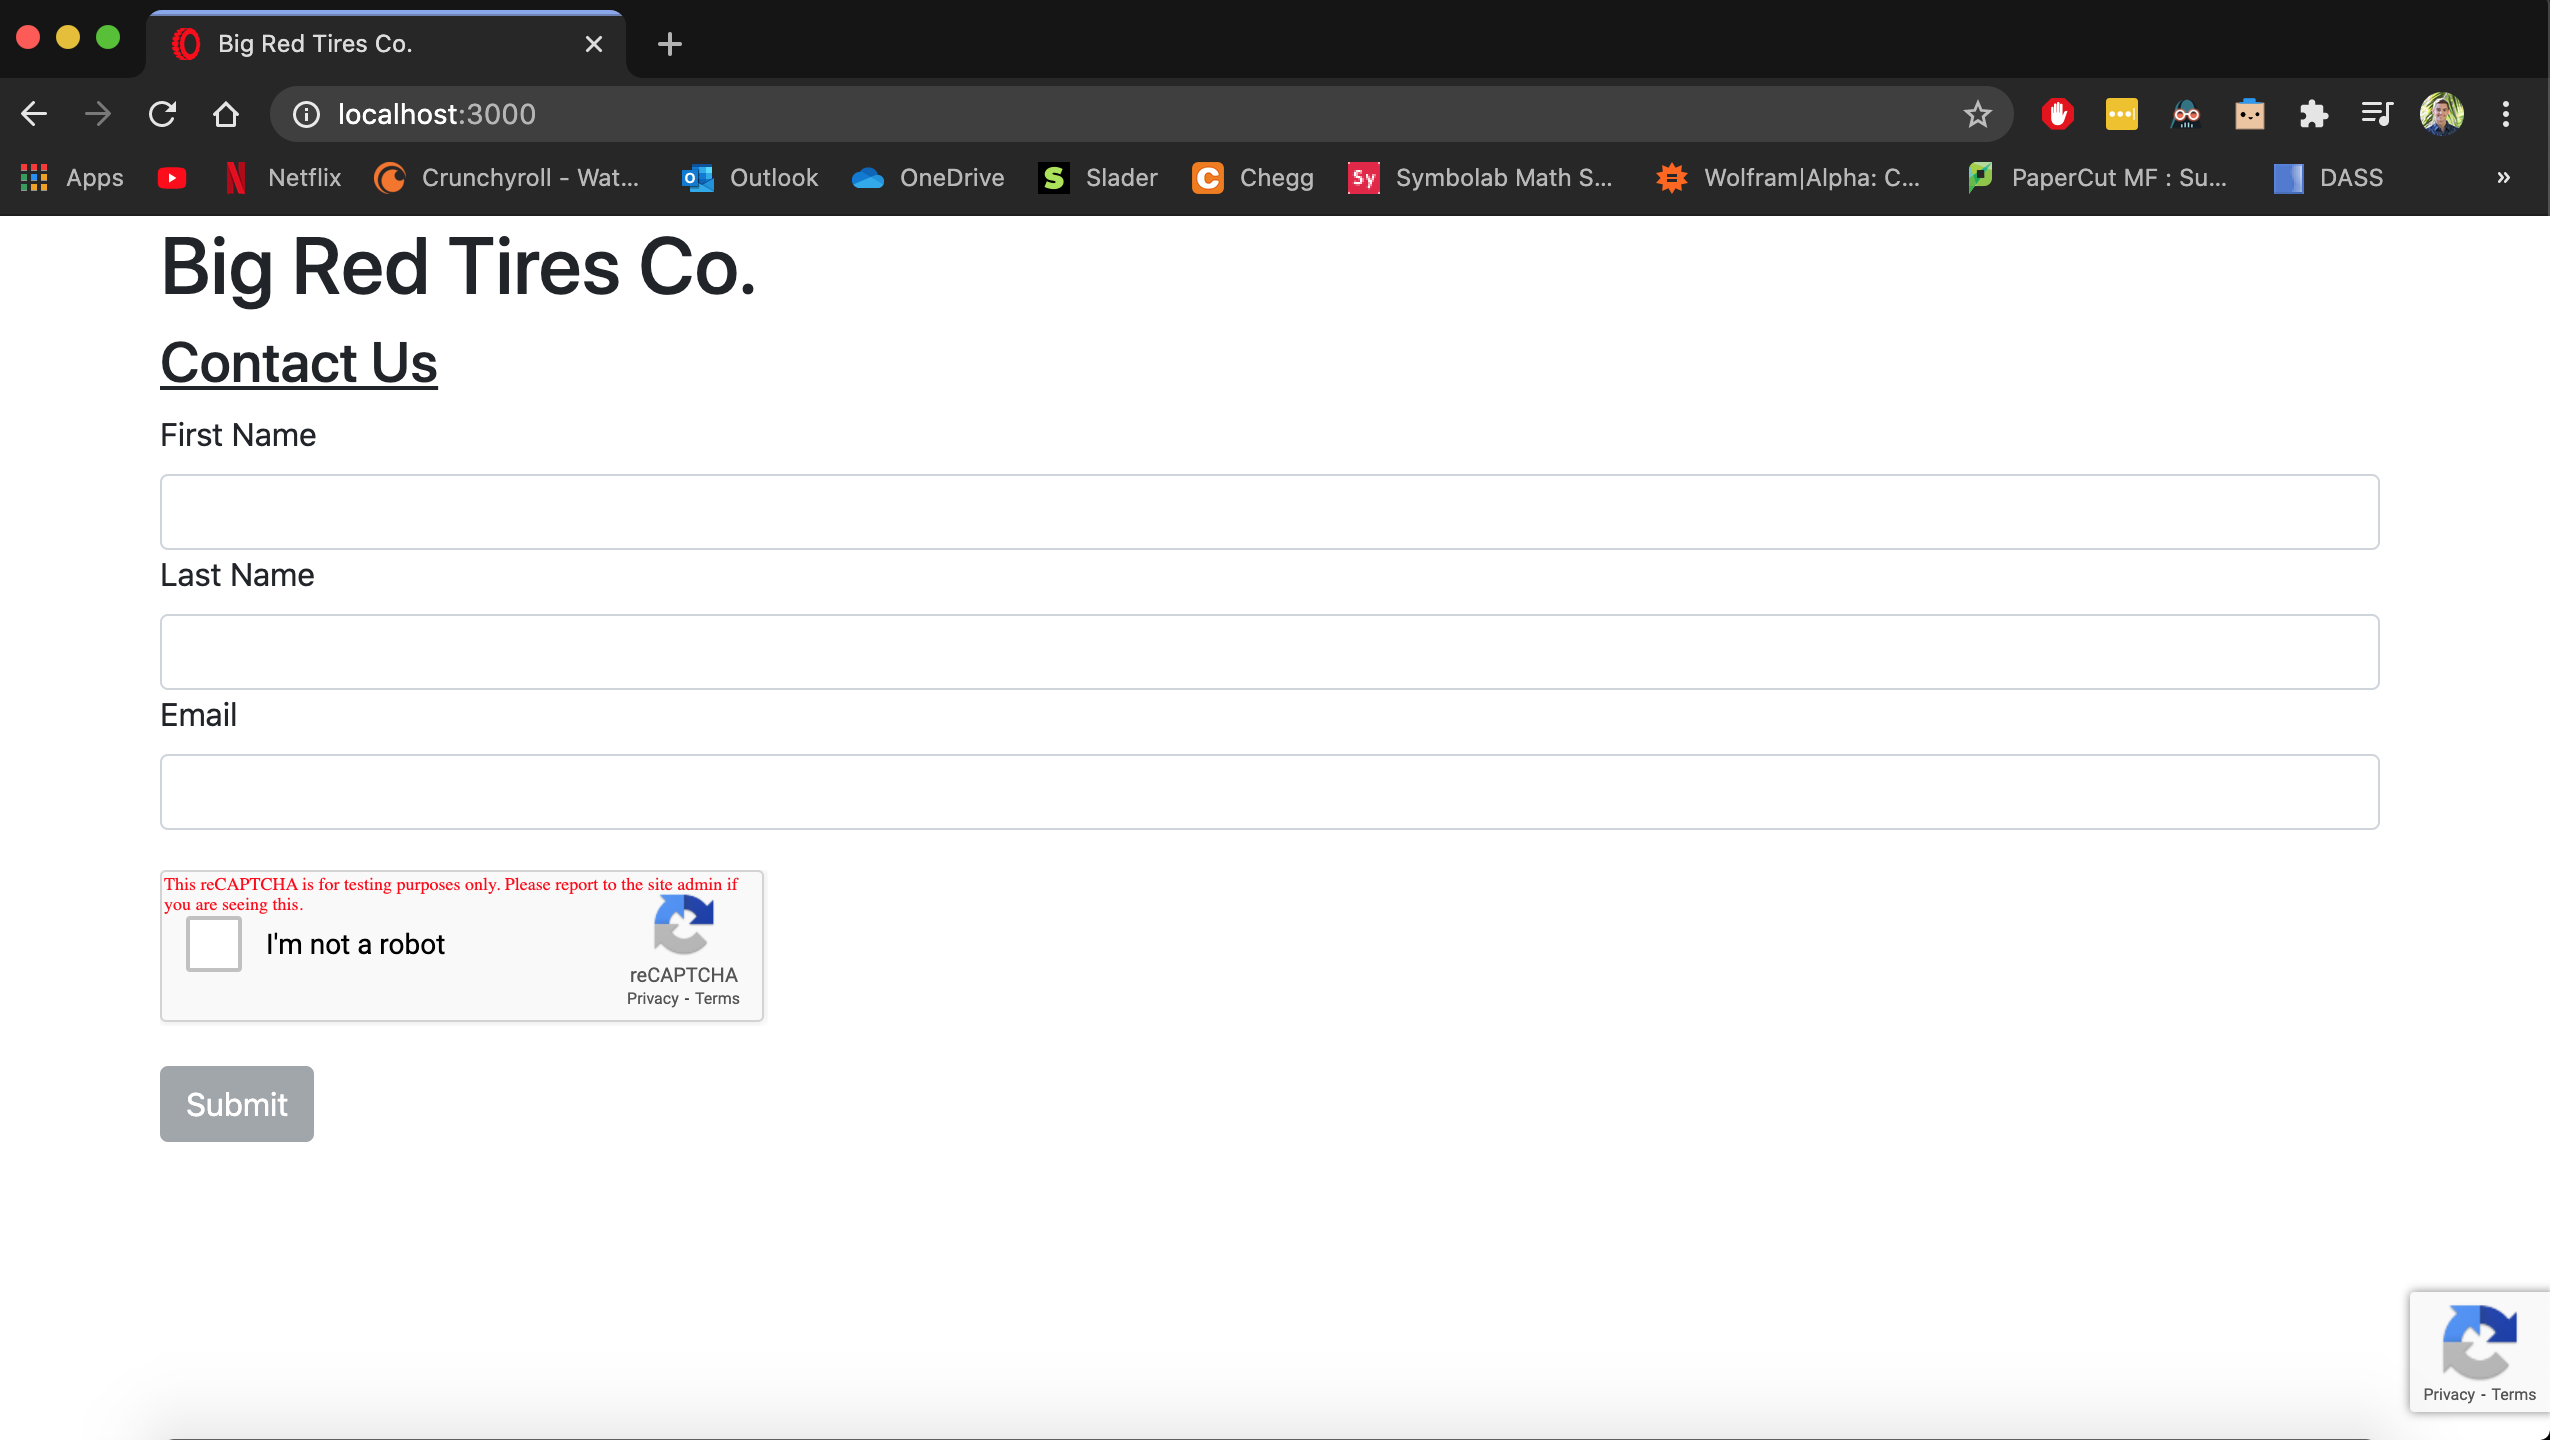 Big Red Tires Co.
localhost:3000
Apps Netflix Crunchyroll - Wat... Outlook OneDrive S Slader C Chegg Sy Symbolab Math S... Wolfram|Alpha: C... PaperCut MF : Su... DASS »
Big Red Tires Co.
Contact Us
First Name
Last Name
Email
This reCAPTCHA is for testing purposes only. Please report to the site admin if
you are seeing this.
I'm not a robot
reCAPTCHA
Privacy - Terms
Submit
Privacy - Terms